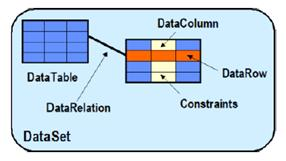 DataColumn
DataTable
DataRow
DataRelation
Constraints
DataSet